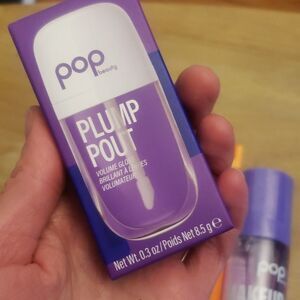 pop
beauty
PLUMP
POUT
VOLUME GLOSS
BRILLANT À LÈVRES
VOLUMATEUR
Net Wt. 0.3 oz/Poids Net 8.5 g ℮
pop